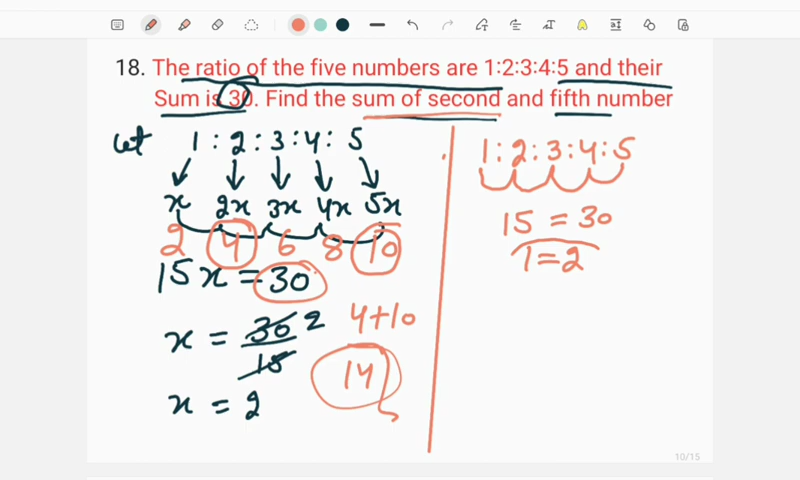 18. The ratio of the five numbers are 1:2:3:4:5 and their
Sum is 30. Find the sum of second and fifth number
let 1 : 2 : 3 : 4 : 5
x 2x 3x 4x 5x
2 4 6 8 10
15x = 30
x = 30 2
15
x = 2
4+10
14
1 : 2 : 3 : 4 : 5
15 = 30
1 = 2
10/15